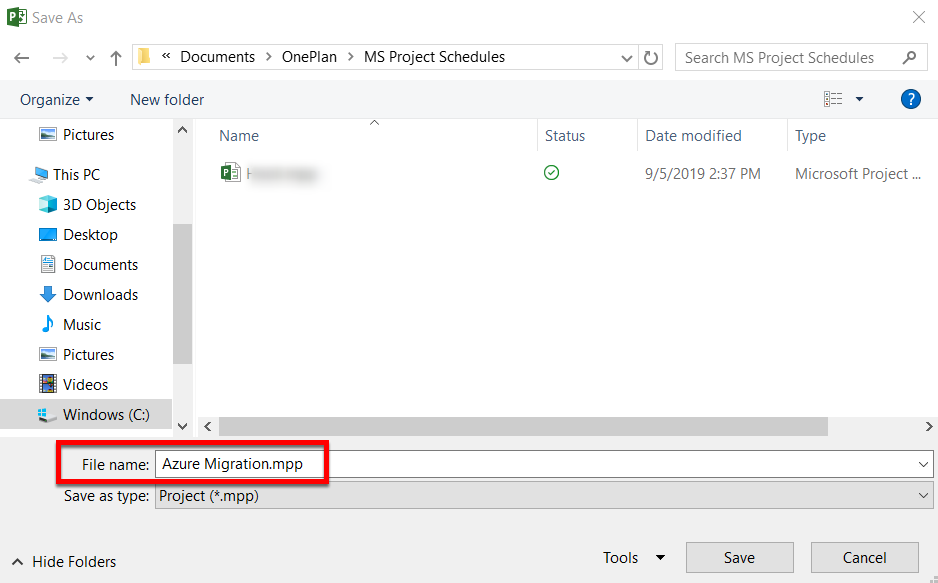 Save As
« Documents > OnePlan > MS Project Schedules
Search MS Project Schedules
Organize
New folder
?
Name
Status
Date modified
Type
Pictures
This PC
3D Objects
Desktop
Documents
Downloads
Music
Pictures
Videos
Windows (C:)
9/5/2019 2:37 PM
Microsoft Project ...
File name: Azure Migration.mpp
Save as type: Project (*.mpp)
Hide Folders
Tools
Save
Cancel